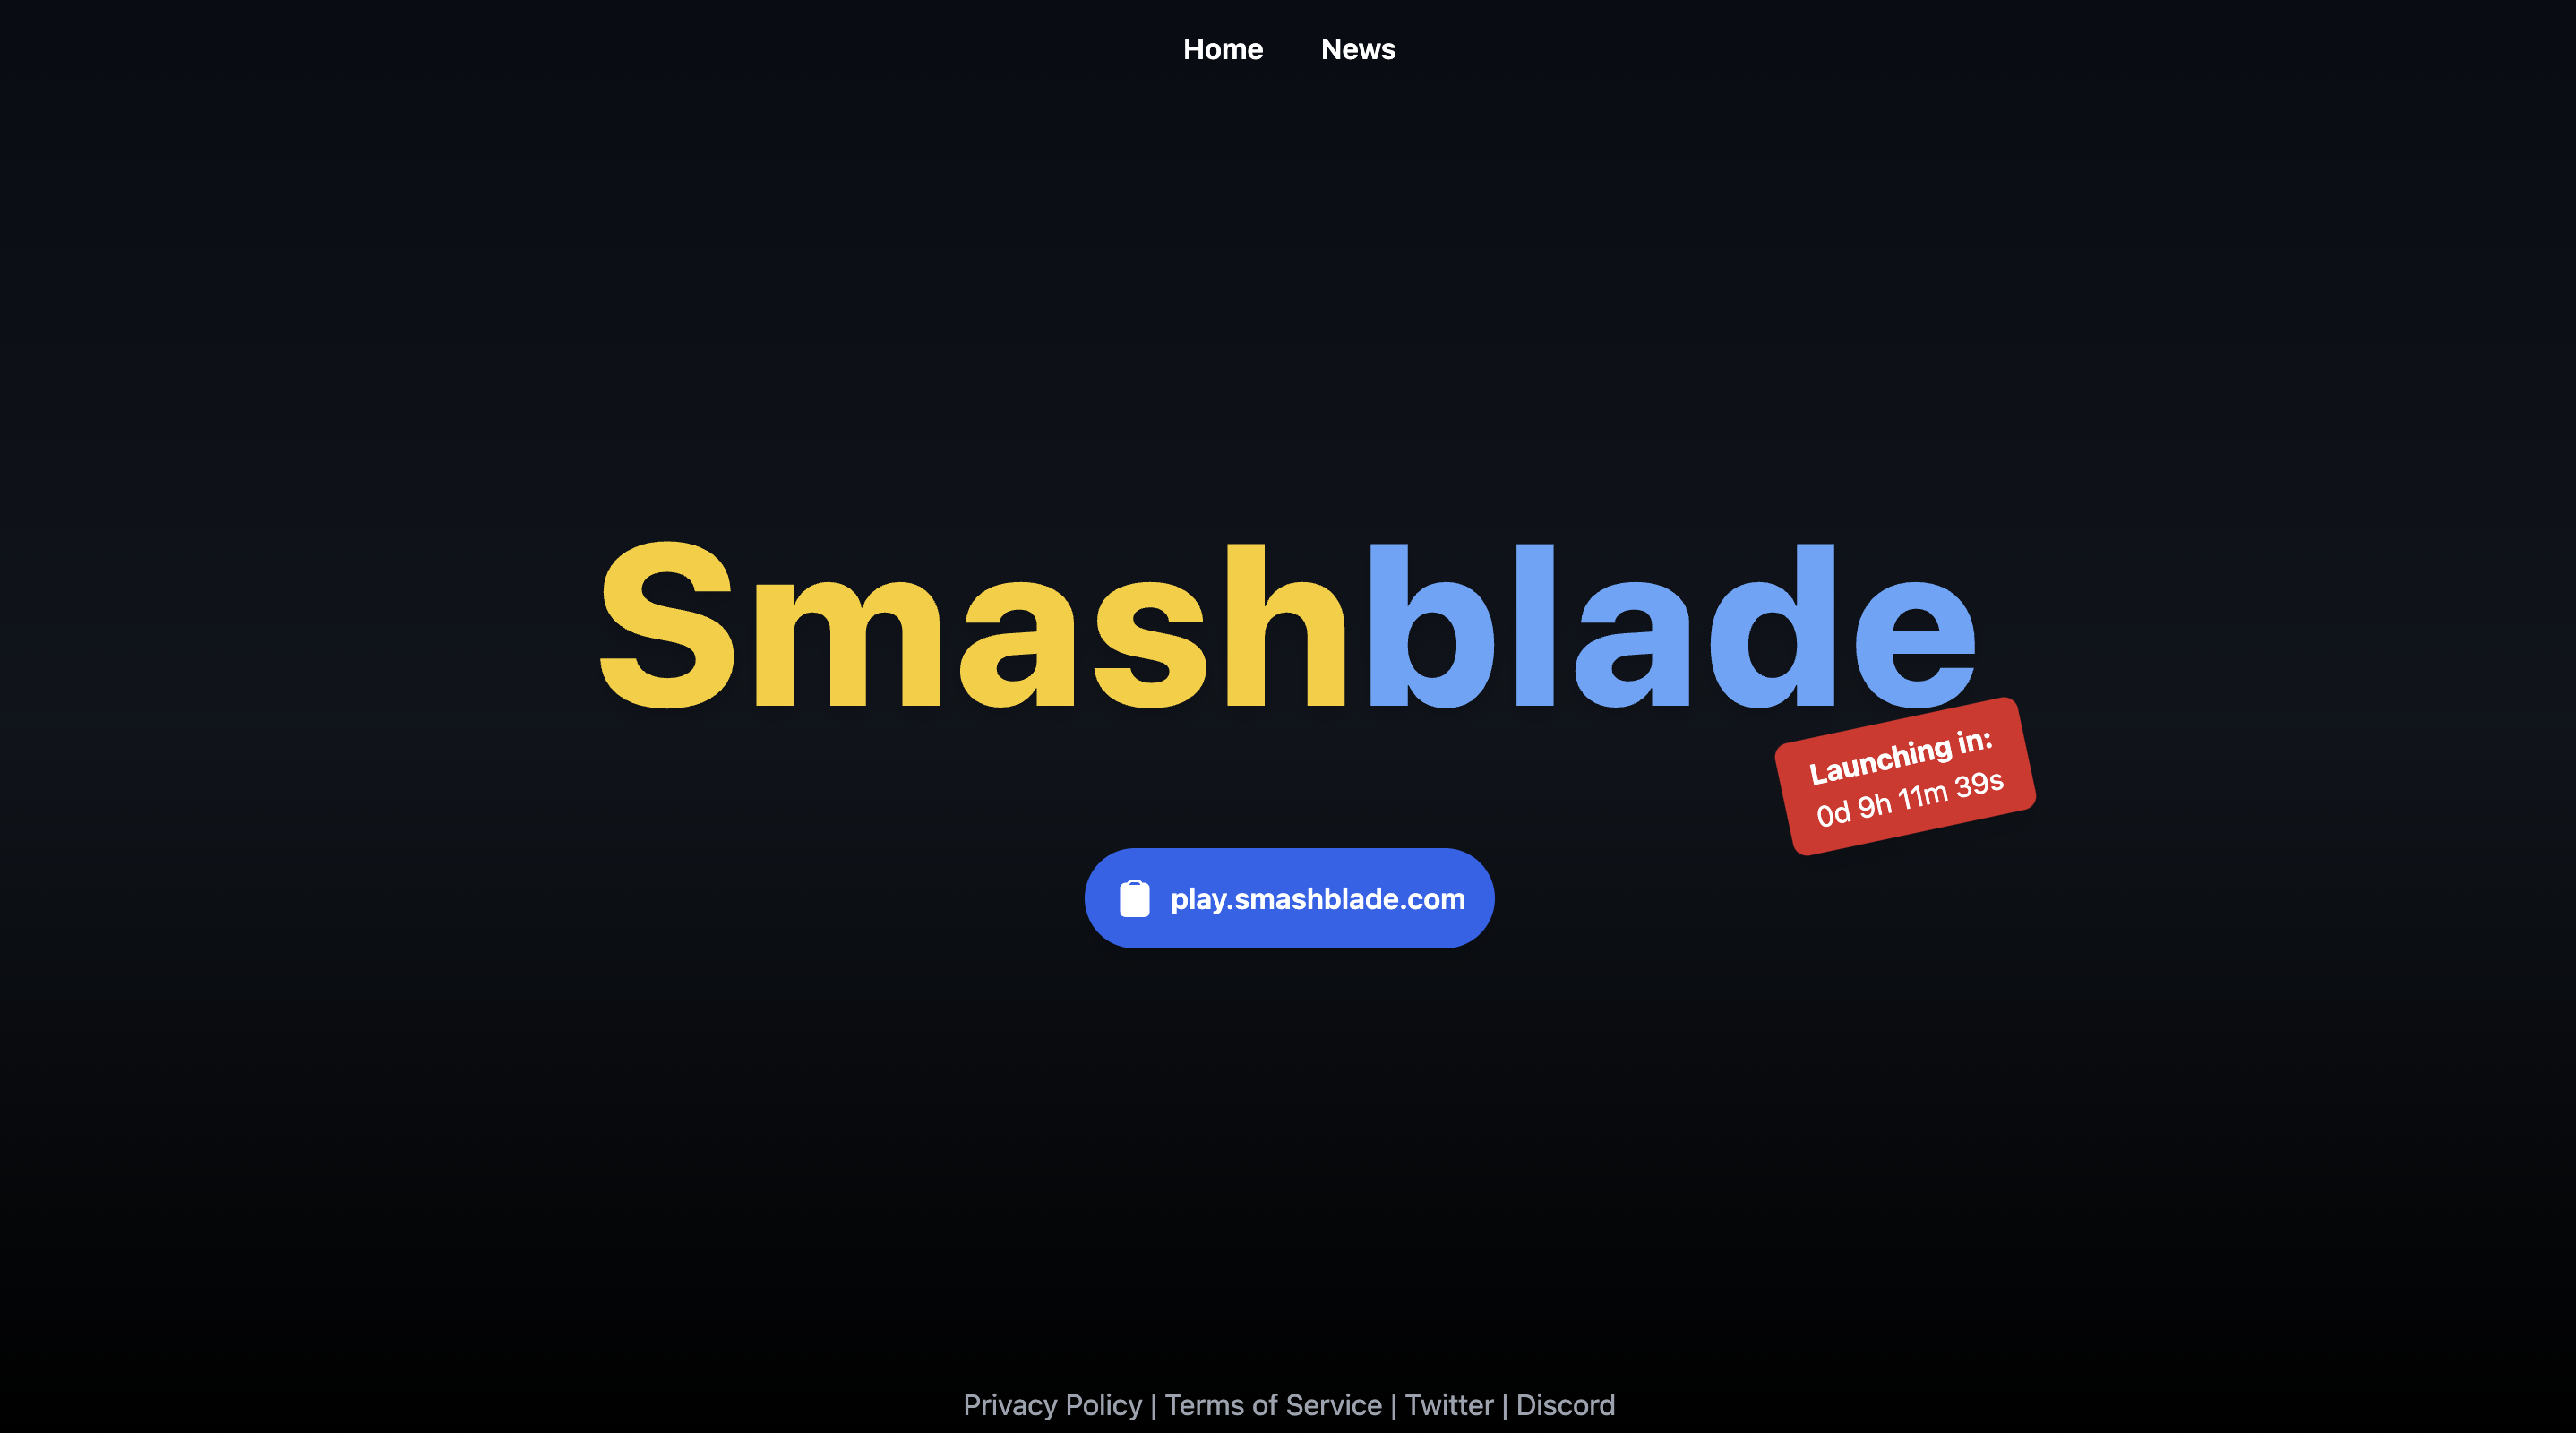 Home News
Smashblade
Launching in:
0d 9h 11m 39s
play.smashblade.com
Privacy Policy | Terms of Service | Twitter | Discord